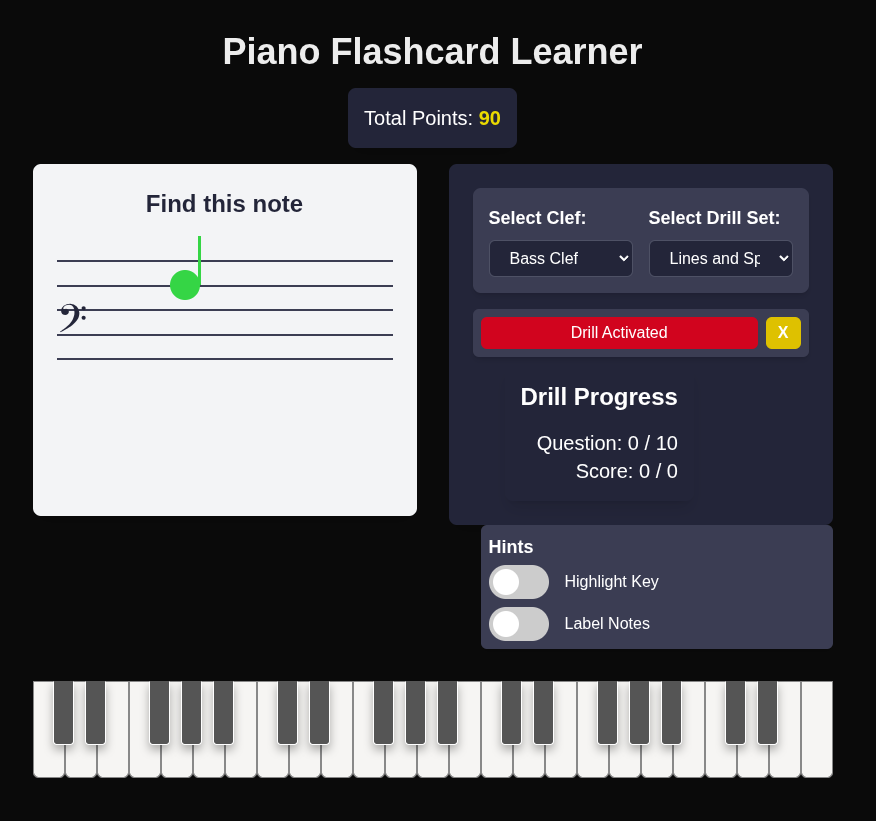 Piano Flashcard Learner
Total Points: 90
Find this note
Select Clef:
Select Drill Set:
Bass Clef
Lines and Sp
Drill Activated
X
Drill Progress
Question: 0 / 10
Score: 0 / 0
Hints
Highlight Key
Label Notes